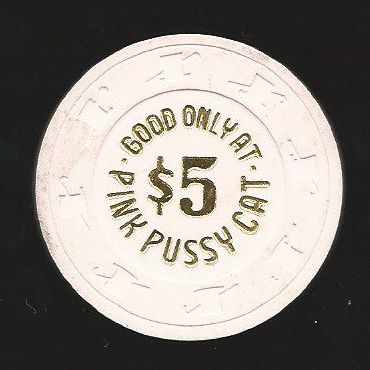 · GOOD ONLY AT ·
$5
PINK PUSSY CAT